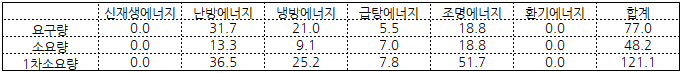 신재생에너지 난방에너지 냉방에너지 급탕에너지 조명에너지 환기에너지 합계
요구량 0.0 31.7 21.0 5.5 18.8 0.0 77.0
소요량 0.0 13.3 9.1 7.0 18.8 0.0 48.2
1차소요량 0.0 36.5 25.2 7.8 51.7 0.0 121.1